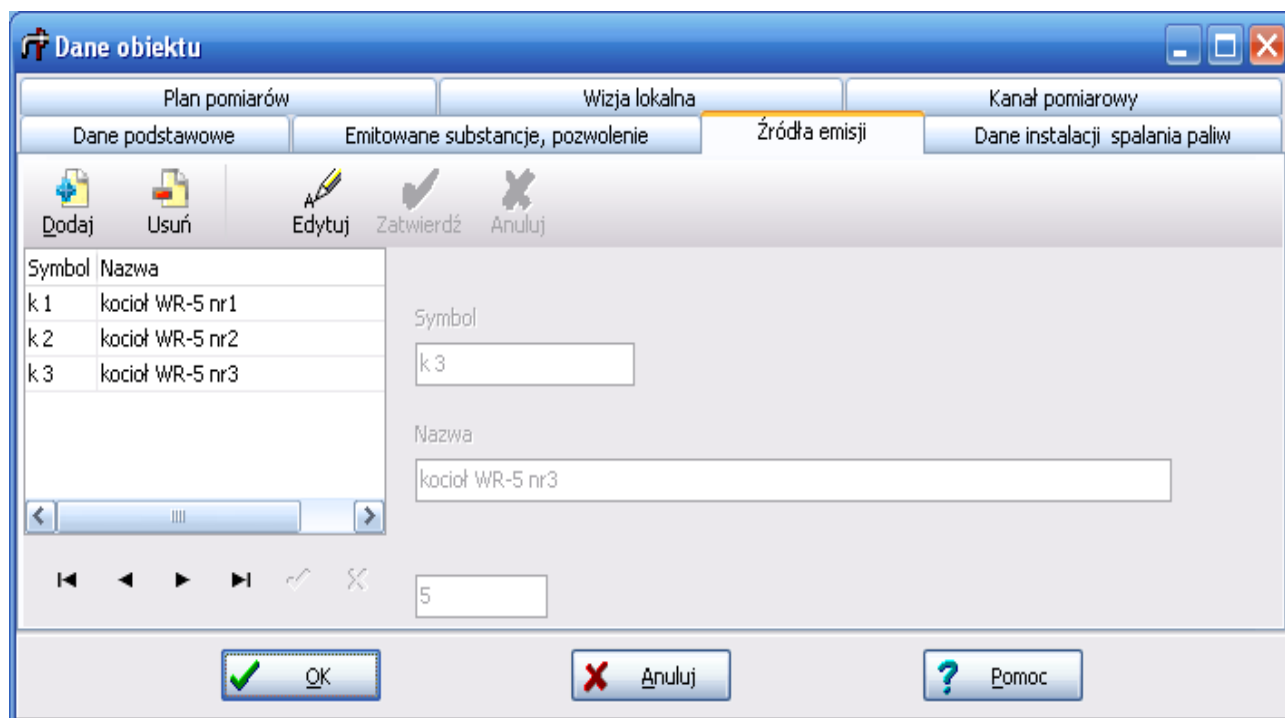 Dane obiektu
Plan pomiarów Wizja lokalna Kanał pomiarowy
Dane podstawowe Emitowane substancje, pozwolenie Źródła emisji Dane instalacji spalania paliw
Dodaj Usuń Edytuj Zatwierdź Anuluj
Symbol Nazwa
k 1 kocioł WR-5 nr1
k 2 kocioł WR-5 nr2
k 3 kocioł WR-5 nr3
Symbol
k 3
Nazwa
kocioł WR-5 nr3
5
OK Anuluj Pomoc